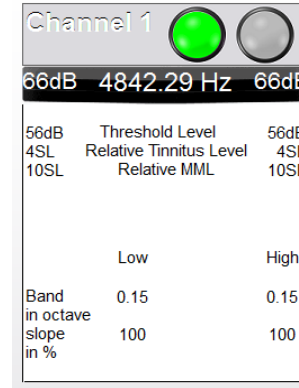 Channel 1
66dB 4842.29 Hz 66dB
56dB Threshold Level 56dB
4SL Relative Tinnitus Level 4SL
10SL Relative MML 10SL
Low High
Band 0.15 0.15
in octave
slope 100 100
in %